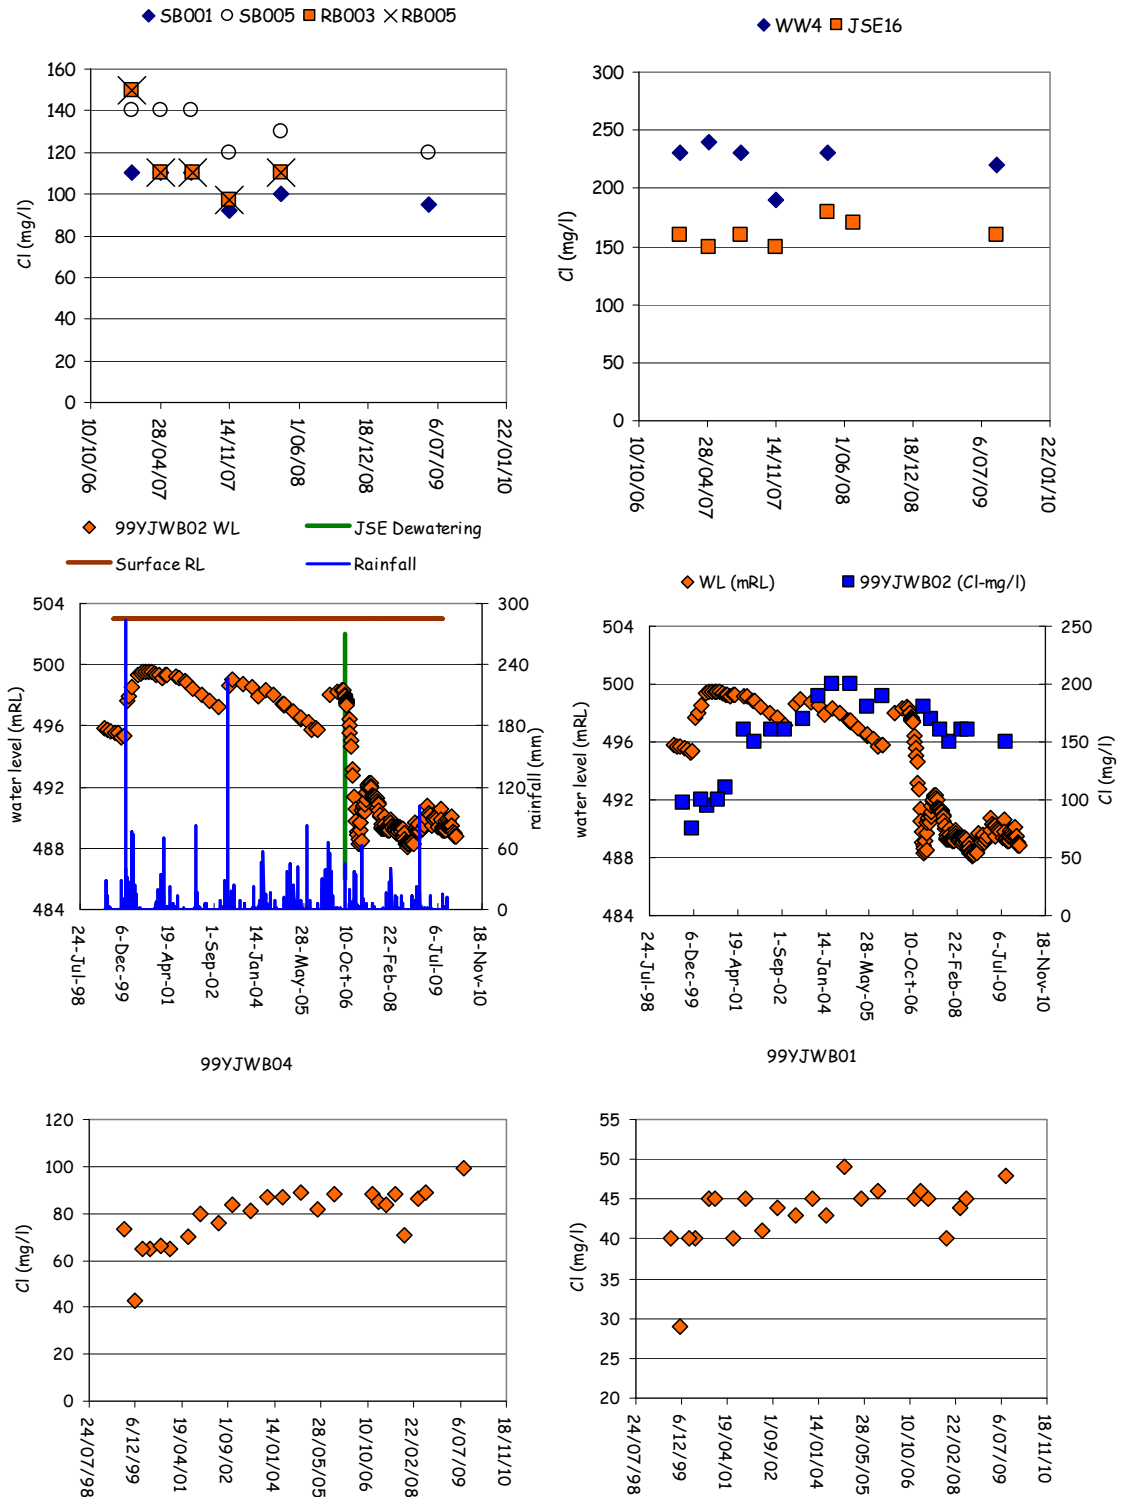 SB001 SB005 RB003 RB005
160
140
120
100
80
60
40
20
0
Cl (mg/l)
10/10/06
28/04/07
14/11/07
1/06/08
18/12/08
6/07/09
22/01/10
WW4 JSE16
300
250
200
150
100
50
0
Cl (mg/l)
10/10/06
28/04/07
14/11/07
1/06/08
18/12/08
6/07/09
22/01/10
99YJWB02 WL JSE Dewatering
Surface RL Rainfall
504
500
496
492
488
484
water level (mRL)
300
240
180
120
60
0
rainfall (mm)
24-Jul-98
6-Dec-99
19-Apr-01
1-Sep-02
14-Jan-04
28-May-05
10-Oct-06
22-Feb-08
6-Jul-09
18-Nov-10
WL (mRL) 99YJWB02 (Cl-mg/l)
504
500
496
492
488
484
water level (mRL)
250
200
150
100
50
0
Cl (mg/l)
24-Jul-98
6-Dec-99
19-Apr-01
1-Sep-02
14-Jan-04
28-May-05
10-Oct-06
22-Feb-08
6-Jul-09
18-Nov-10
99YJWB04
120
100
80
60
40
20
0
Cl (mg/l)
24/07/98
6/12/99
19/04/01
1/09/02
14/01/04
28/05/05
10/10/06
22/02/08
6/07/09
18/11/10
99YJWB01
55
50
45
40
35
30
25
20
Cl (mg/l)
24/07/98
6/12/99
19/04/01
1/09/02
14/01/04
28/05/05
10/10/06
22/02/08
6/07/09
18/11/10